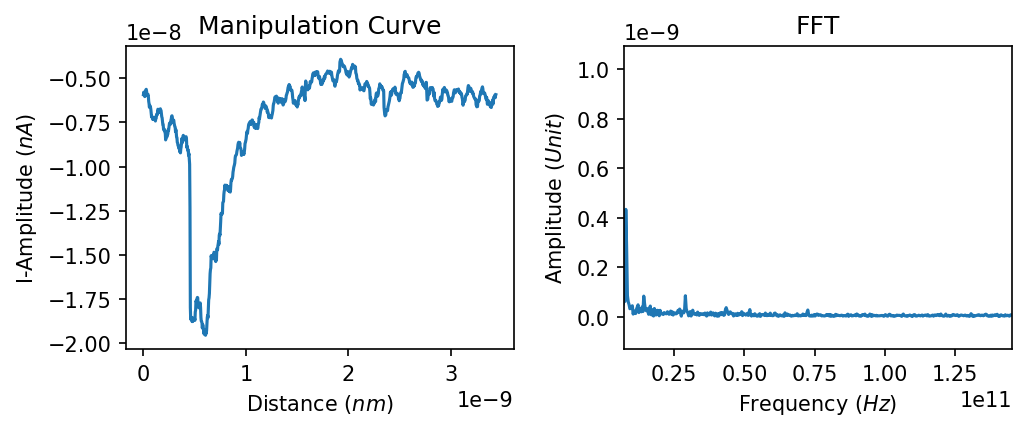 Manipulation Curve
1e−8
−0.50
−0.75
−1.00
−1.25
−1.50
−1.75
−2.00
I-Amplitude (nA)
0 1 2 3
1e−9
Distance (nm)
FFT
1e−9
1.0
0.8
0.6
0.4
0.2
0.0
Amplitude (Unit)
0.25 0.50 0.75 1.00 1.25
1e11
Frequency (Hz)